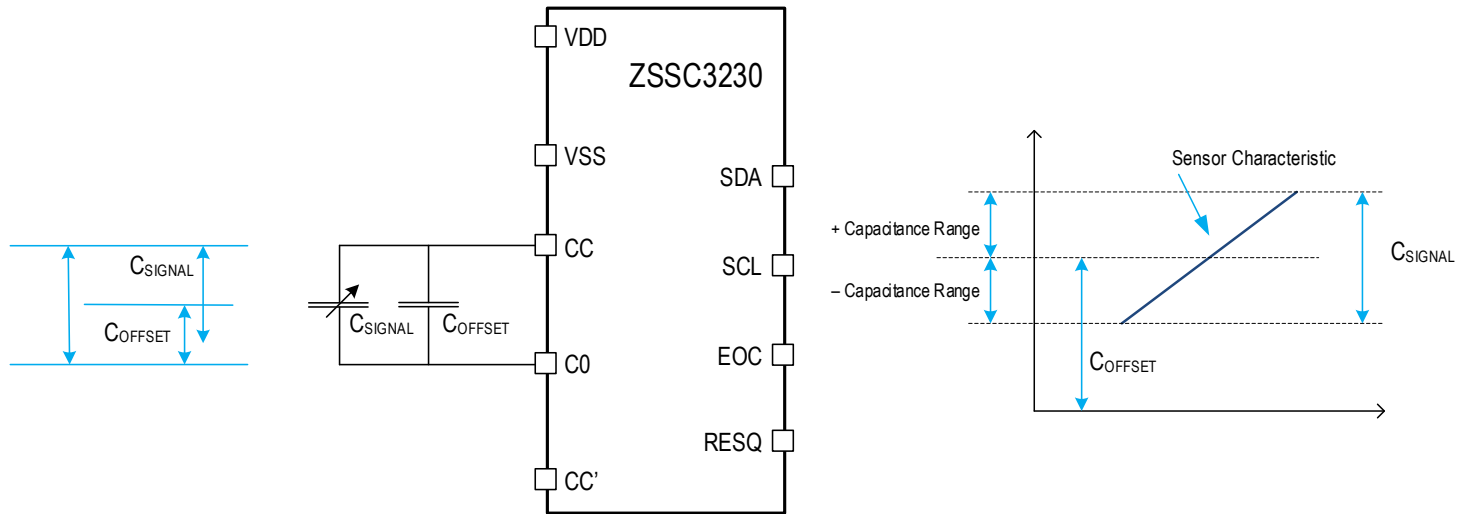 VDD
ZSSC3230
VSS
SDA
Sensor Characteristic
CC
+ Capacitance Range
CSIGNAL
SCL
CSIGNAL
– Capacitance Range
CSIGNAL
COFFSET
COFFSET
C0
EOC
COFFSET
RESQ
CC’